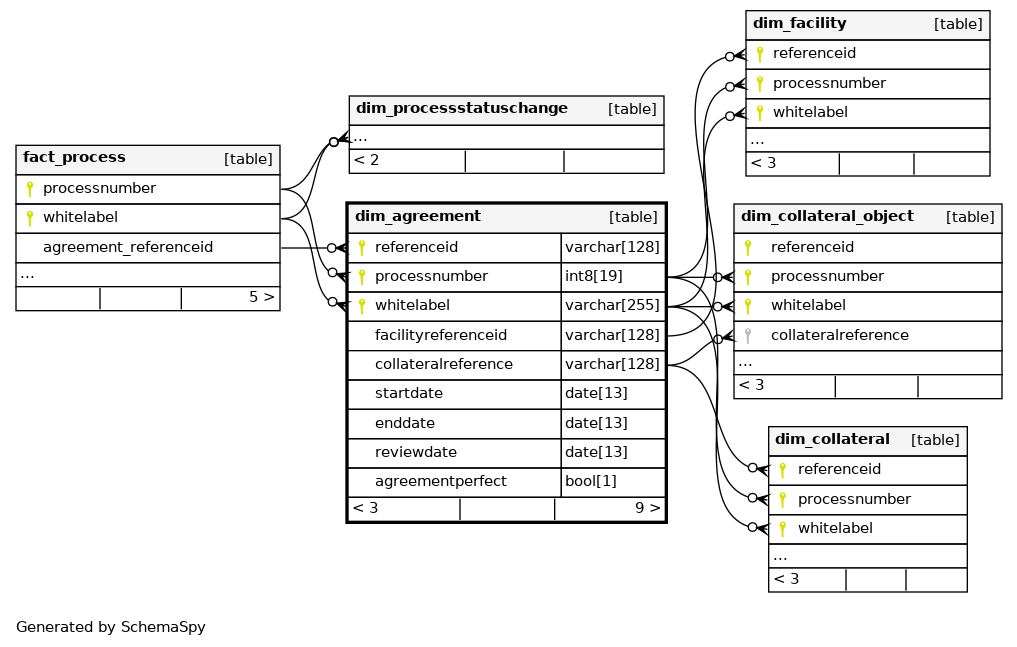 dim_facility [table]
referenceid
processnumber
whitelabel
...
< 3
dim_processstatuschange [table]
...
< 2
fact_process [table]
processnumber
whitelabel
agreement_referenceid
...
5 >
dim_agreement [table]
referenceid varchar[128]
processnumber int8[19]
whitelabel varchar[255]
facilityreferenceid varchar[128]
collateralreference varchar[128]
startdate date[13]
enddate date[13]
reviewdate date[13]
agreementperfect bool[1]
< 3 9 >
dim_collateral_object [table]
referenceid
processnumber
whitelabel
collateralreference
...
< 3
dim_collateral [table]
referenceid
processnumber
whitelabel
...
< 3
Generated by SchemaSpy